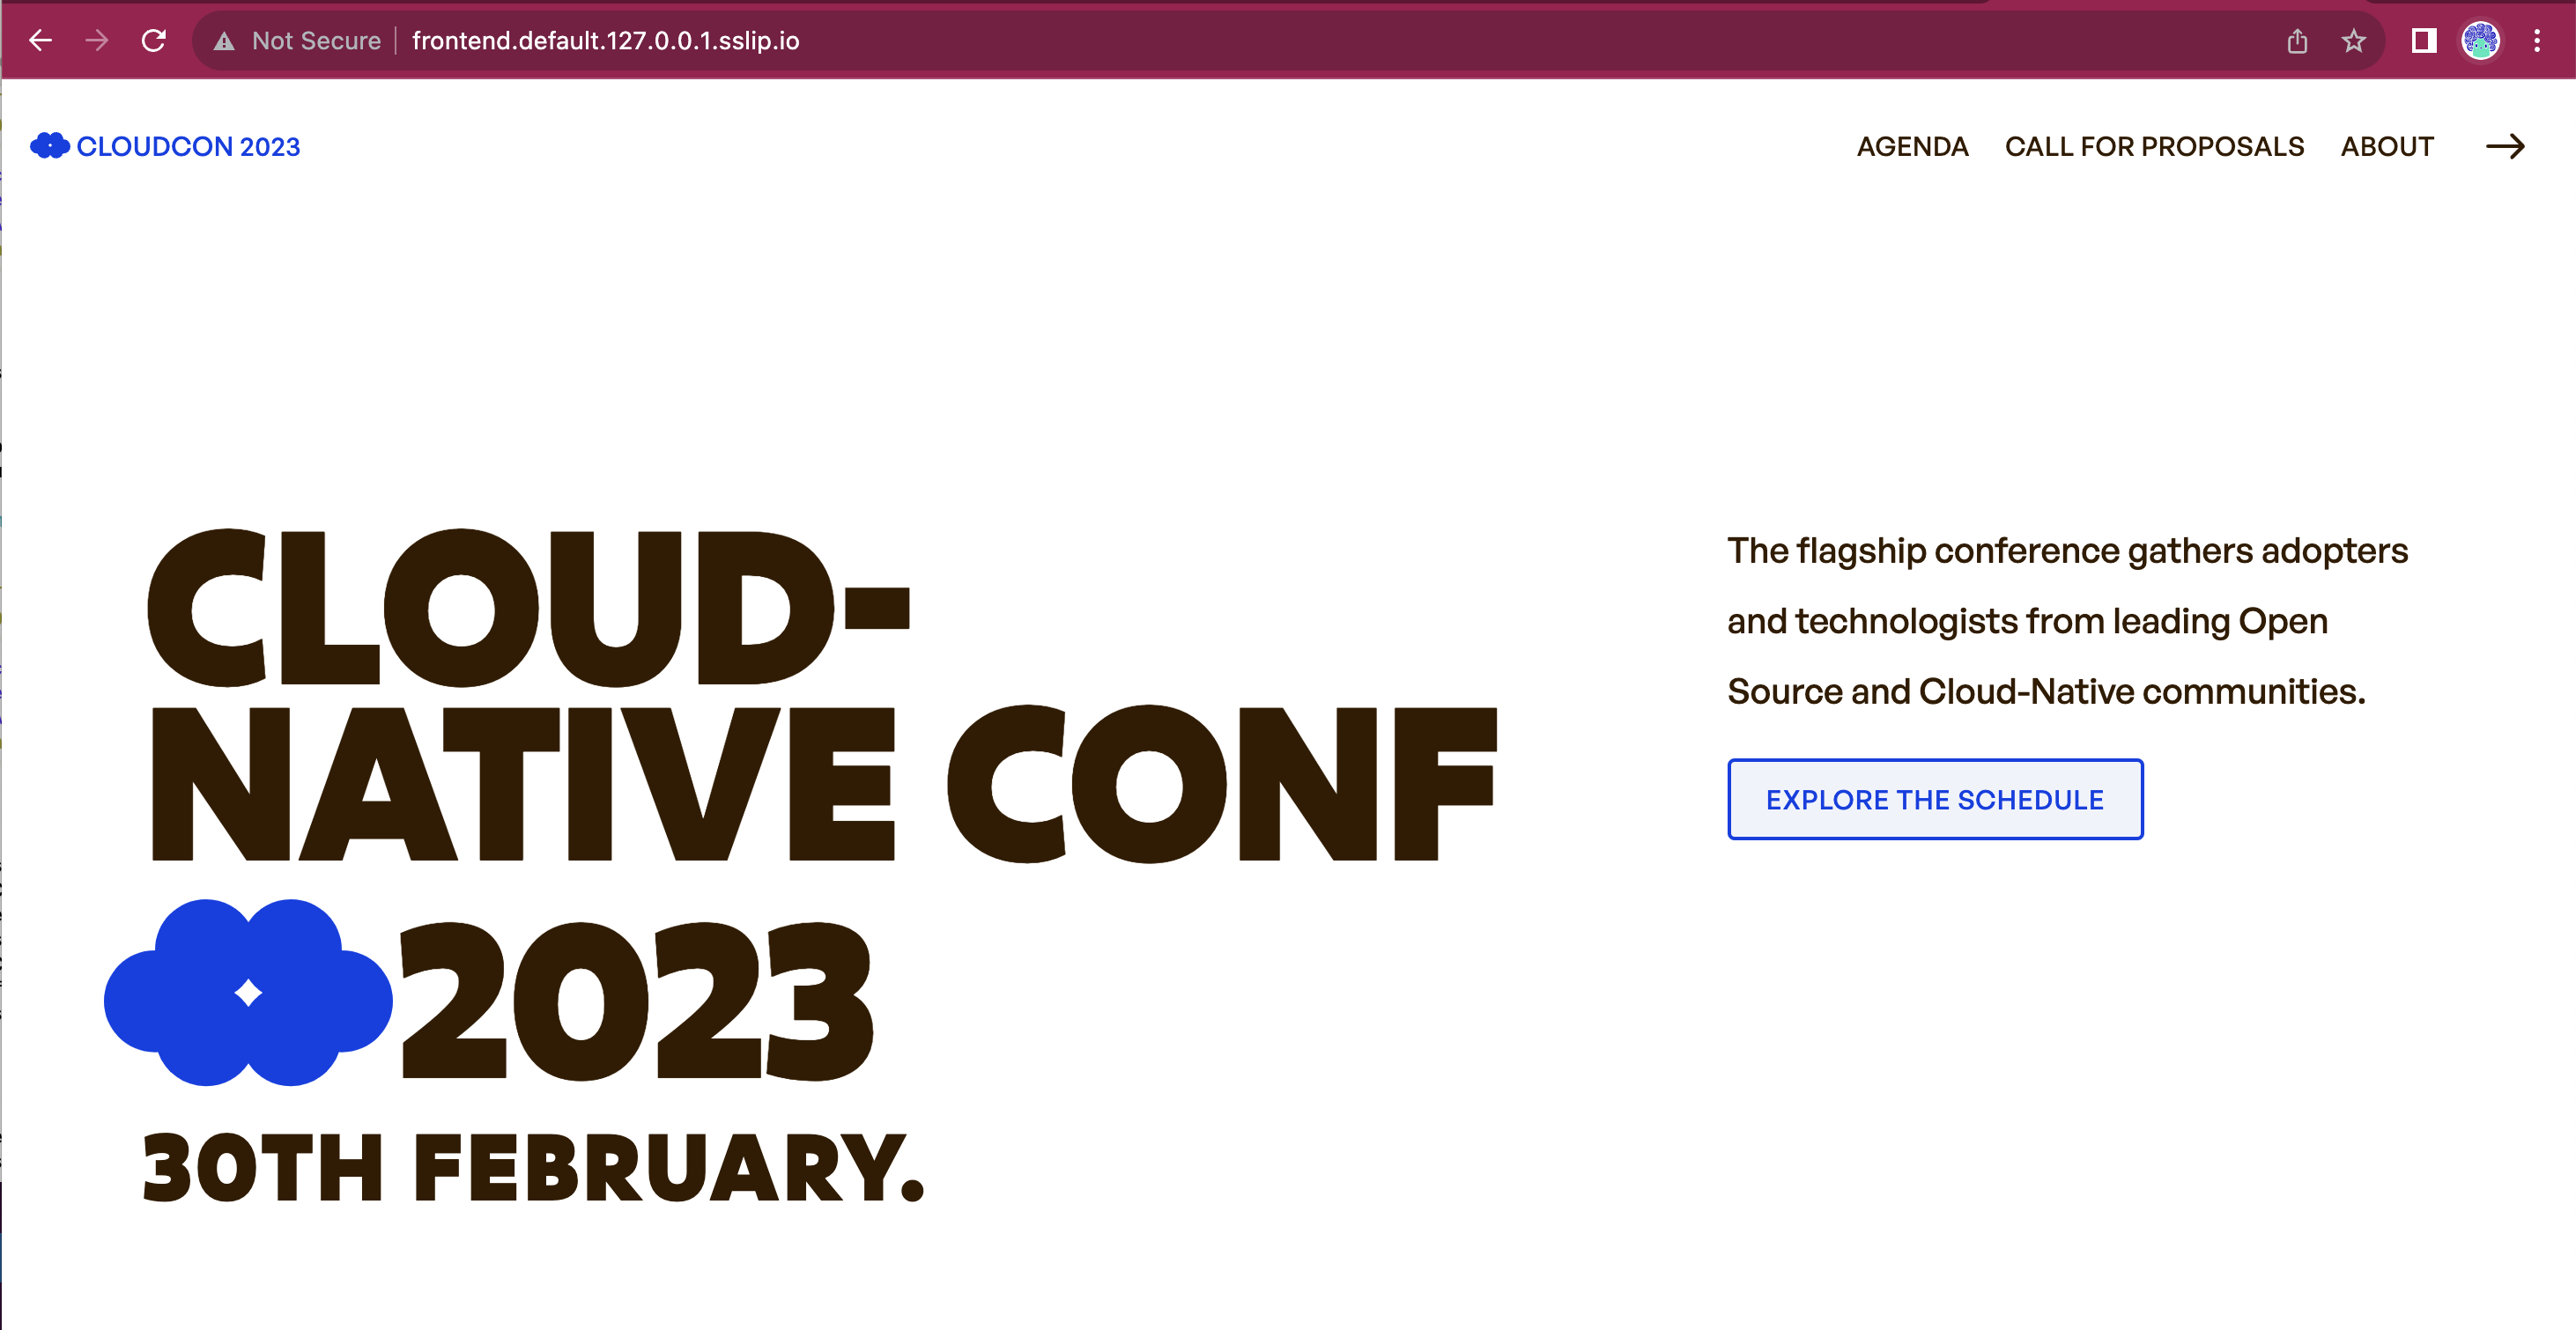 Not Secure frontend.default.127.0.0.1.sslip.io
CLOUDCON 2023
AGENDA CALL FOR PROPOSALS ABOUT
CLOUD-
NATIVE CONF
2023
30TH FEBRUARY.
The flagship conference gathers adopters
and technologists from leading Open
Source and Cloud-Native communities.
EXPLORE THE SCHEDULE